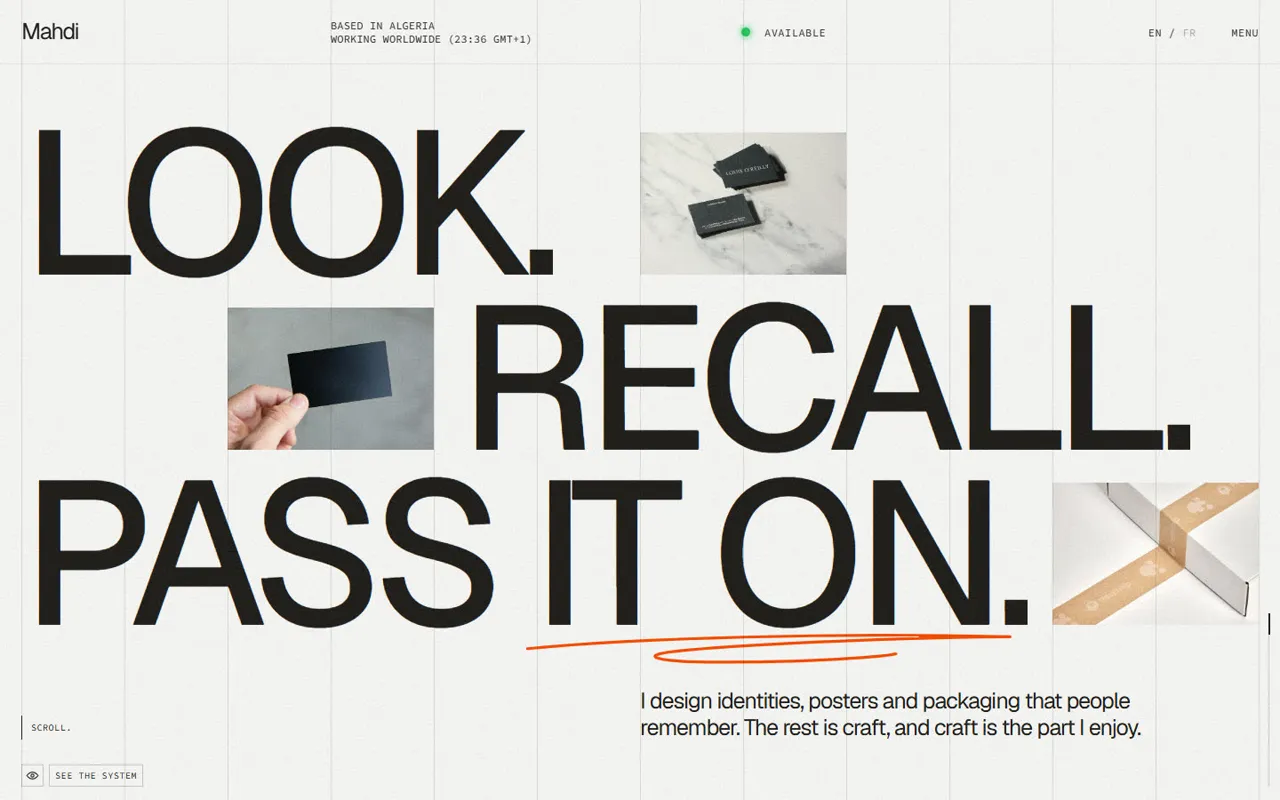 Mahdi
BASED IN ALGERIA
WORKING WORLDWIDE (23:36 GMT+1)
AVAILABLE
EN / FR
MENU
LOOK.
LOUIS O'REILLY
RECALL.
PASS IT ON.
I design identities, posters and packaging that people
remember. The rest is craft, and craft is the part I enjoy.
SCROLL.
SEE THE SYSTEM